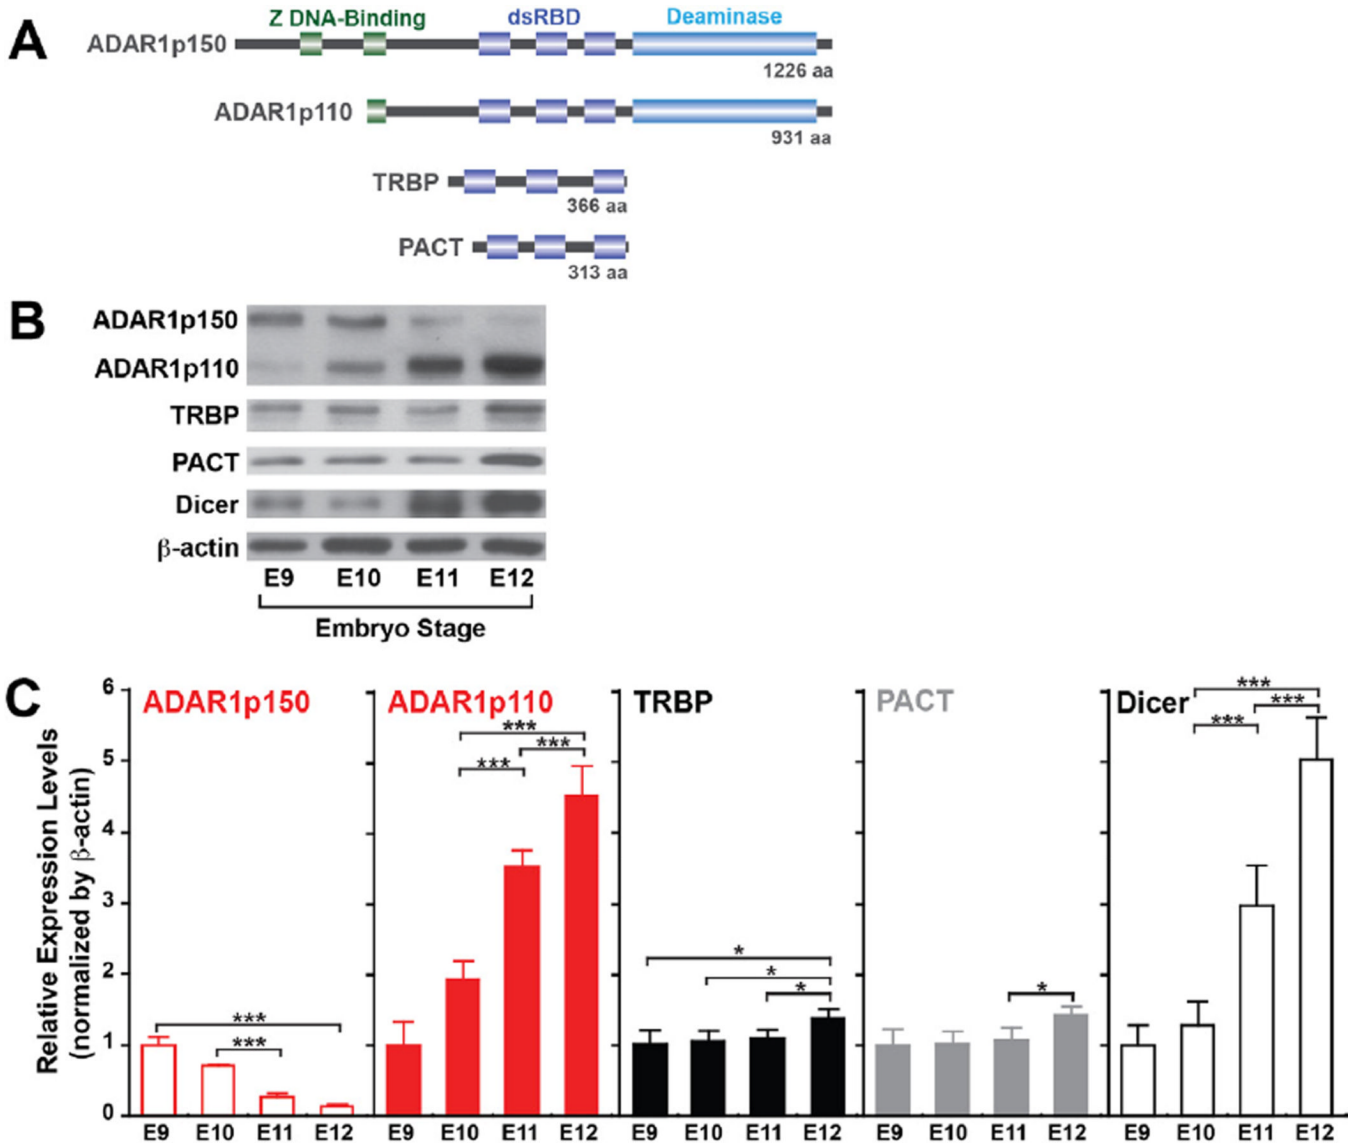 A
Z DNA-Binding
dsRBD
Deaminase
ADAR1p150
1226 aa
ADAR1p110
931 aa
TRBP
366 aa
PACT
313 aa
B
ADAR1p150
ADAR1p110
TRBP
PACT
Dicer
β-actin
E9 E10 E11 E12
Embryo Stage
C
Relative Expression Levels
(normalized by β-actin)
6
5
4
3
2
1
0
ADAR1p150
***
***
E9 E10 E11 E12
ADAR1p110
***
***
***
E9 E10 E11 E12
TRBP
*
*
*
E9 E10 E11 E12
PACT
*
E9 E10 E11 E12
Dicer
***
***
***
E9 E10 E11 E12